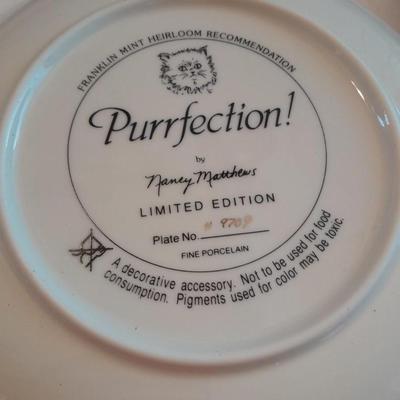 FRANKLIN MINT HEIRLOOM RECOMMENDATION
Purrfection!
by
Nancy Matthews
LIMITED EDITION
Plate No. # 9709
FINE PORCELAIN
A decorative accessory. Not to be used for food
consumption. Pigments used for color may be toxic.